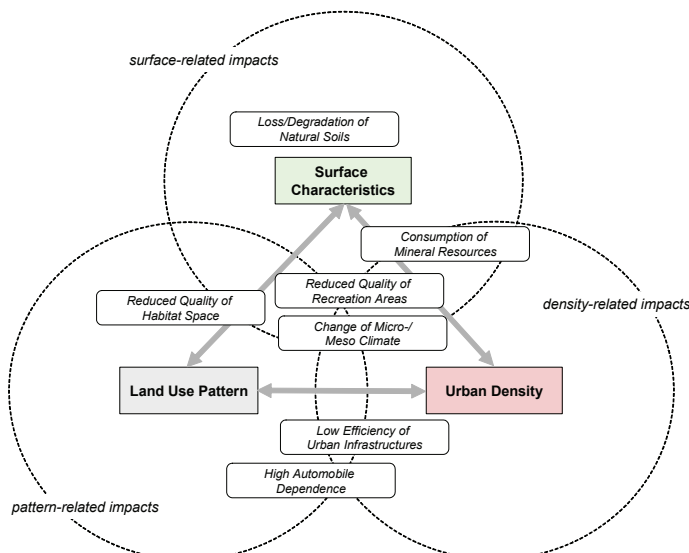 surface-related impacts
Loss/Degradation of
Natural Soils
Surface
Characteristics
Consumption of
Mineral Resources
Reduced Quality of
Recreation Areas
Reduced Quality of
Habitat Space
density-related impacts
Change of Micro-/
Meso Climate
Land Use Pattern
Urban Density
Low Efficiency of
Urban Infrastructures
High Automobile
Dependence
pattern-related impacts